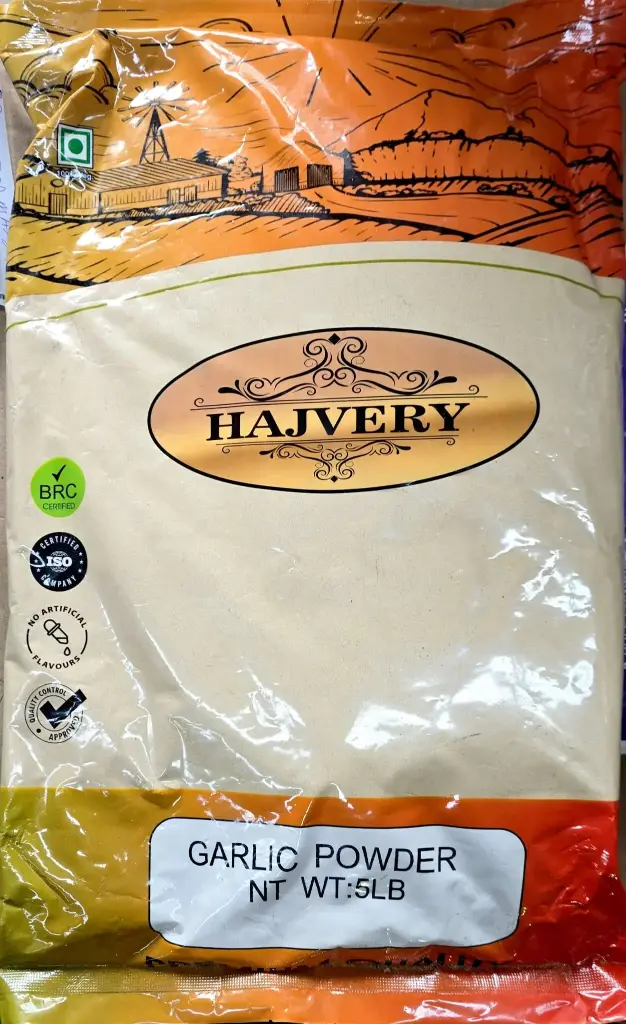 HAJVERY
BRC
CERTIFIED
CERTIFIED
ISO
COMPANY
NO ARTIFICIAL
FLAVOURS
QUALITY CONTROL
APPROVED
GARLIC POWDER
NT WT:5LB